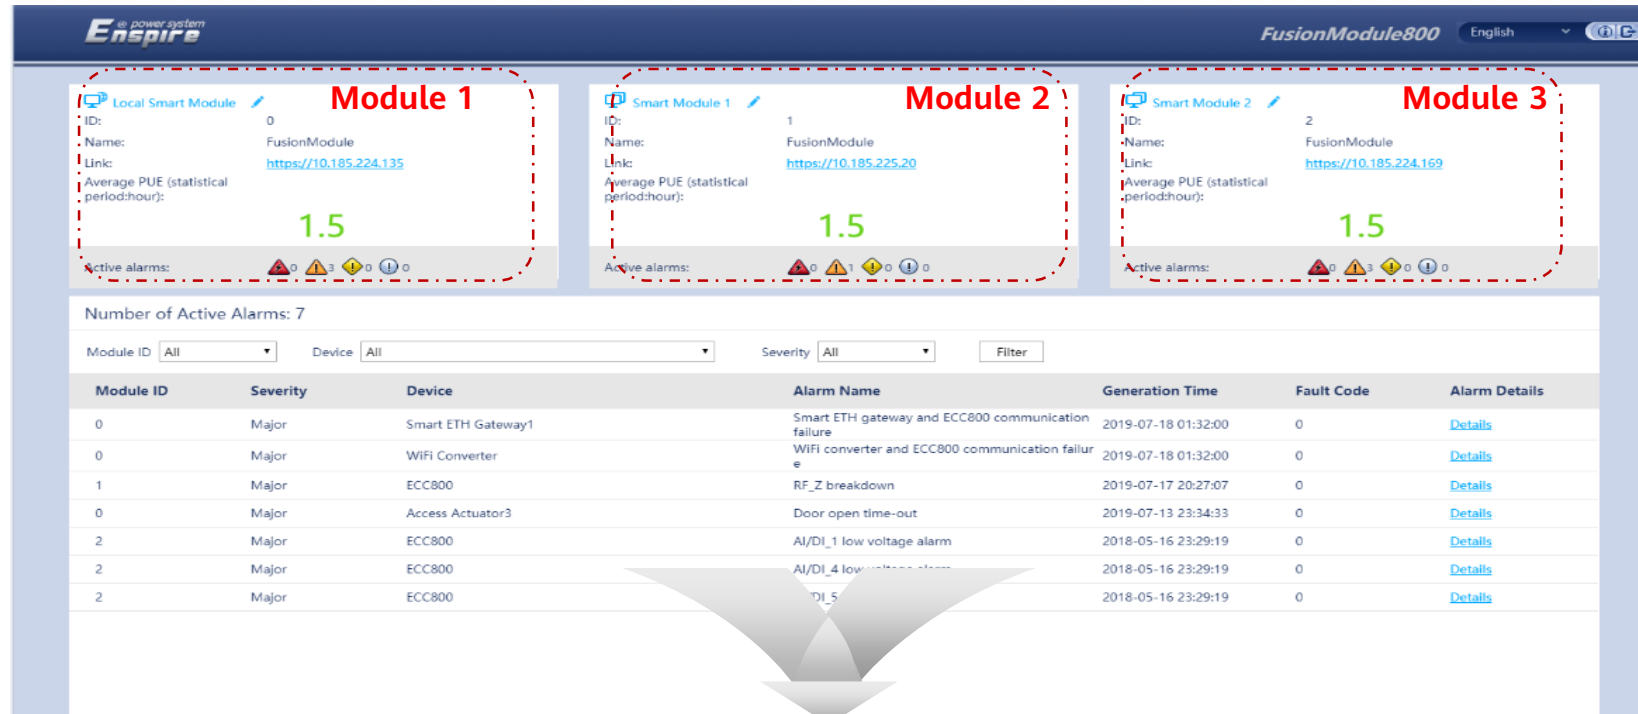 Enspire e power system
FusionModule800 English
Local Smart Module Module 1
ID: 0
Name: FusionModule
Link: https://10.185.224.135
Average PUE (statistical
period:hour):
1.5
Active alarms: 0 3 0 0
Smart Module 1 Module 2
ID: 1
Name: FusionModule
Link: https://10.185.225.20
Average PUE (statistical
period:hour):
1.5
Active alarms: 0 1 0 0
Smart Module 2 Module 3
ID: 2
Name: FusionModule
Link: https://10.185.224.169
Average PUE (statistical
period:hour):
1.5
Active alarms: 0 3 0 0
Number of Active Alarms: 7
Module ID All Device All Severity All Filter
Module ID Severity Device Alarm Name Generation Time Fault Code Alarm Details
0 Major Smart ETH Gateway1 Smart ETH gateway and ECC800 communication failure 2019-07-18 01:32:00 0 Details
0 Major WiFi Converter WiFi converter and ECC800 communication failur e 2019-07-18 01:32:00 0 Details
1 Major ECC800 RF_Z breakdown 2019-07-17 20:27:07 0 Details
0 Major Access Actuator3 Door open time-out 2019-07-13 23:34:33 0 Details
2 Major ECC800 AI/DI_1 low voltage alarm 2018-05-16 23:29:19 0 Details
2 Major ECC800 AI/DI_4 low 2018-05-16 23:29:19 0 Details
2 Major ECC800 2018-05-16 23:29:19 0 Details